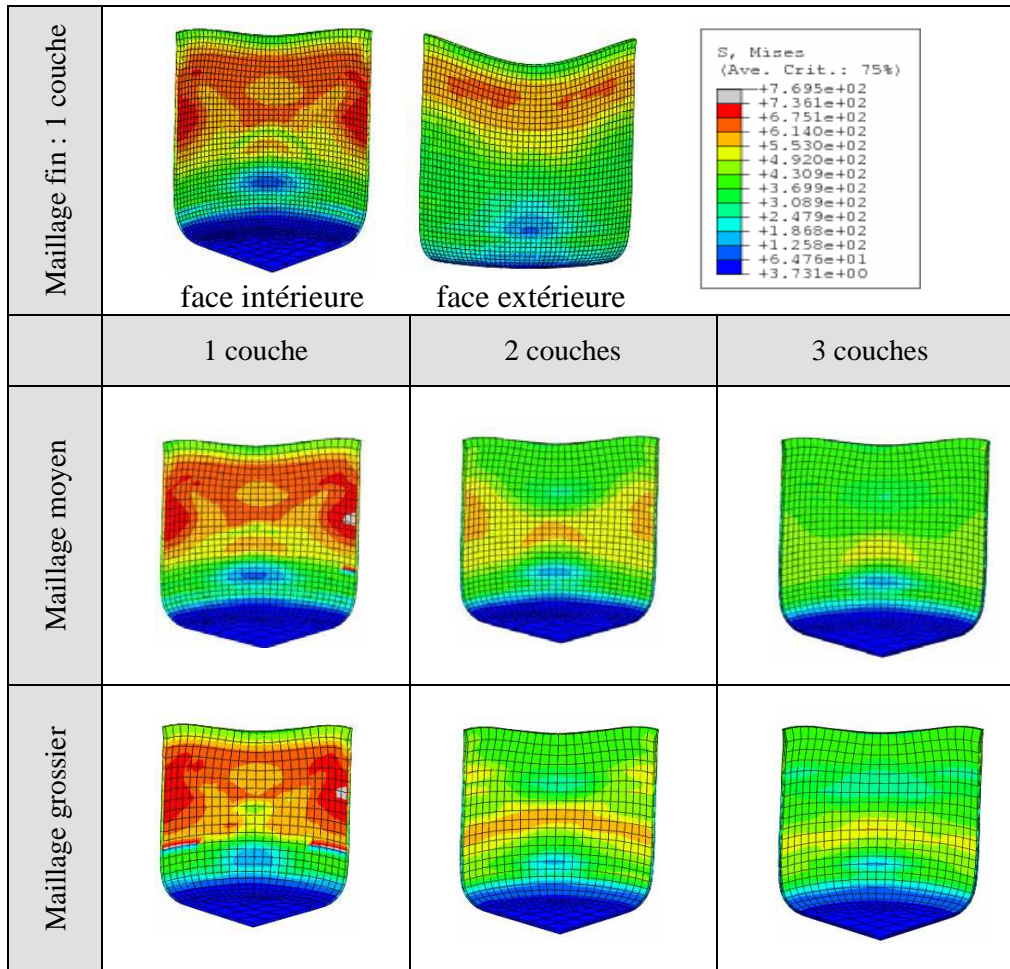 Maillage fin : 1 couche
face intérieure
face extérieure
S, Mises
(Ave. Crit.: 75%)
+7.695e+02
+7.361e+02
+6.751e+02
+6.140e+02
+5.530e+02
+4.920e+02
+4.309e+02
+3.699e+02
+3.089e+02
+2.479e+02
+1.868e+02
+1.258e+02
+6.476e+01
+3.731e+00
1 couche
2 couches
3 couches
Maillage moyen
Maillage grossier